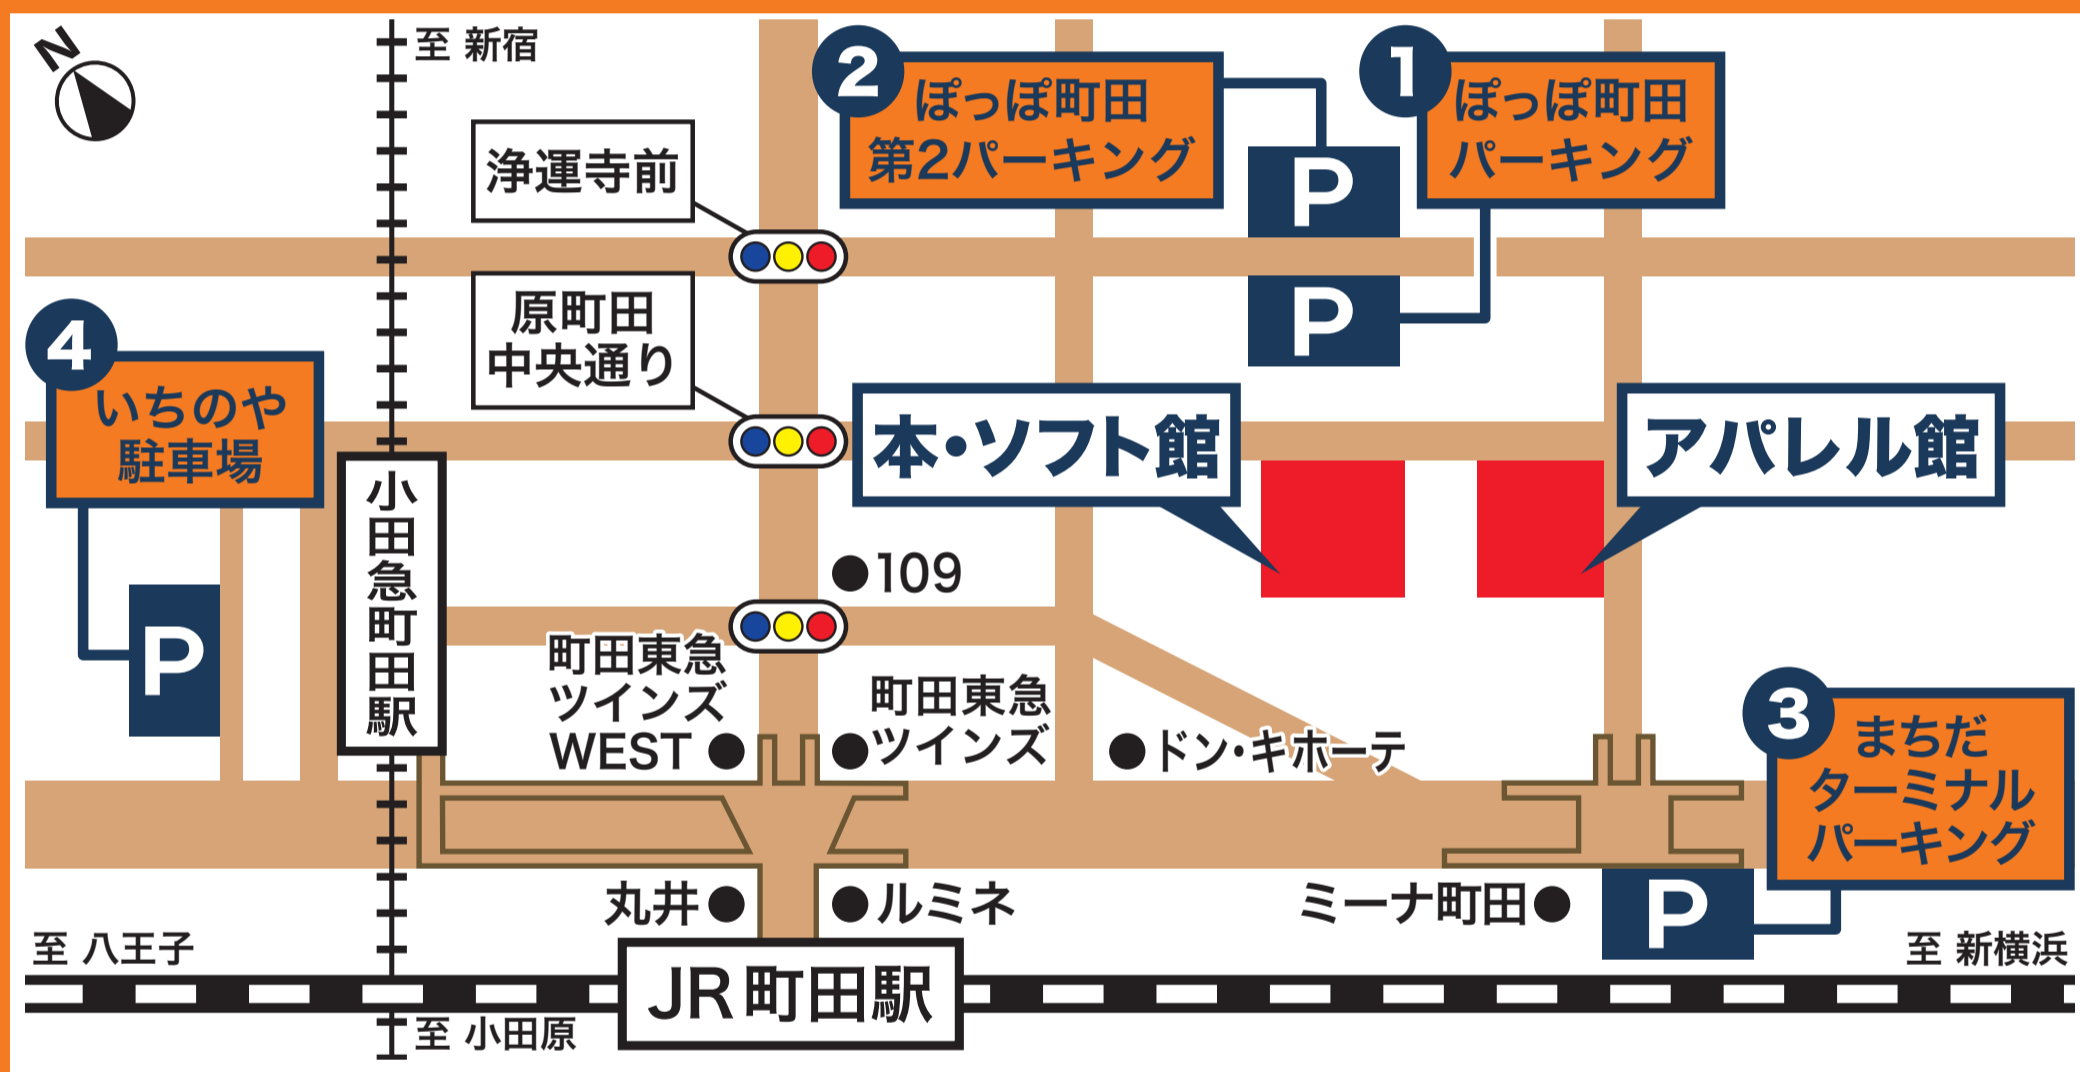 N
至 新宿
2
ぽっぽ町田
第2パーキング
1
ぽっぽ町田
パーキング
浄運寺前
P
原町田
中央通り
P
4
いちのや
駐車場
本・ソフト館
アパレル館
小田急町田駅
109
P
町田東急
ツインズ
WEST
町田東急
ツインズ
ドン・キホーテ
3
まちだ
ターミナル
パーキング
丸井
ルミネ
ミーナ町田
P
至 八王子
至 新横浜
JR町田駅
至 小田原